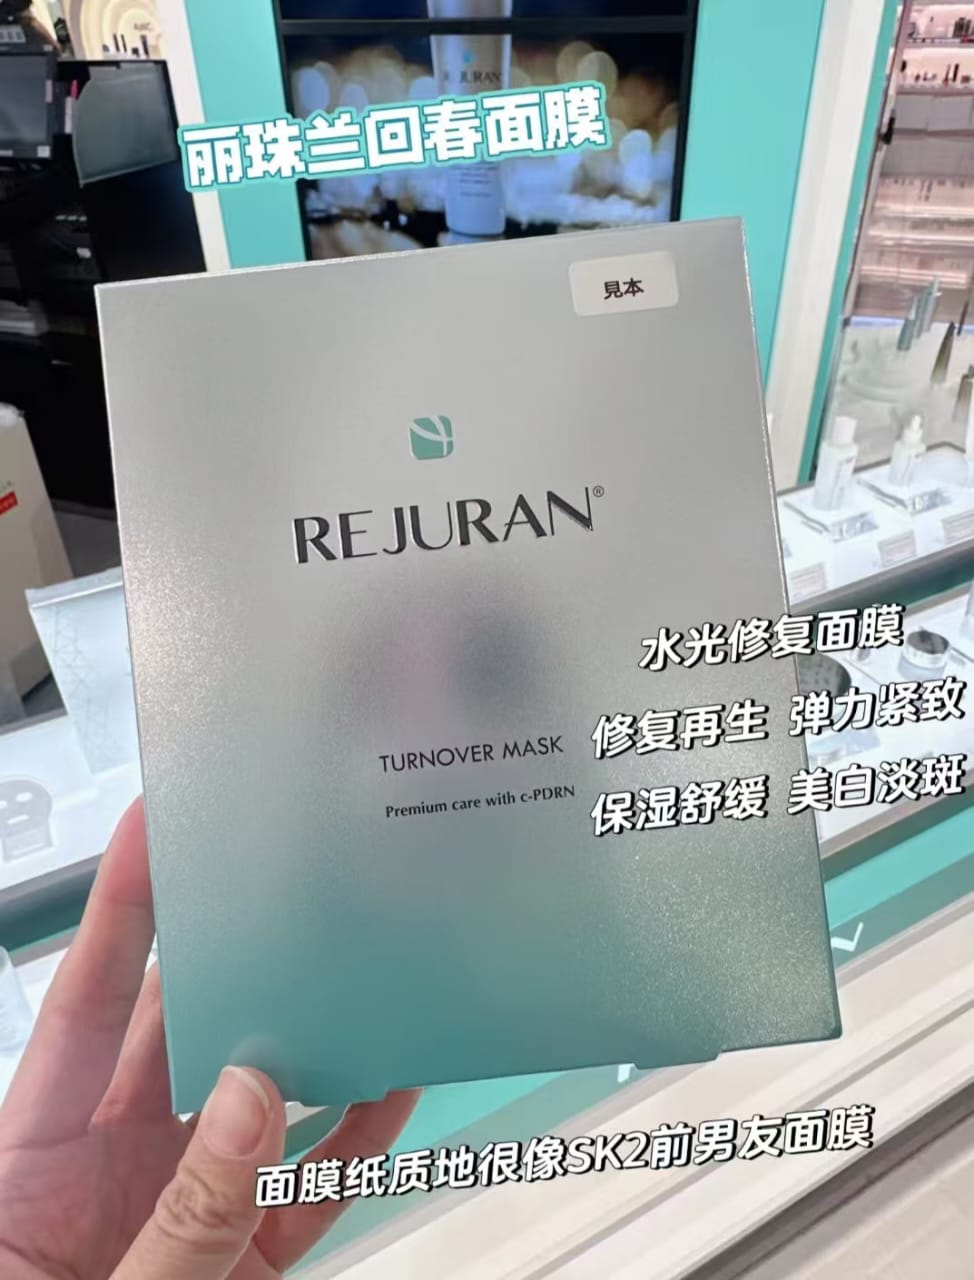 REJURAN
丽珠兰回春面膜
見本
REJURAN®
水光修复面膜
TURNOVER MASK
修复再生 弹力紧致
Premium care with c-PDRN
保湿舒缓 美白淡斑
面膜纸质地很像SK2前男友面膜